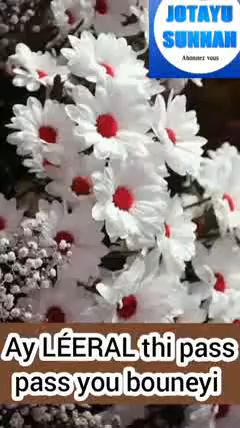 JOTAYU
SUNNAH
Abonnez vous
Ay LÉERAL thi pass
pass you bouneyi